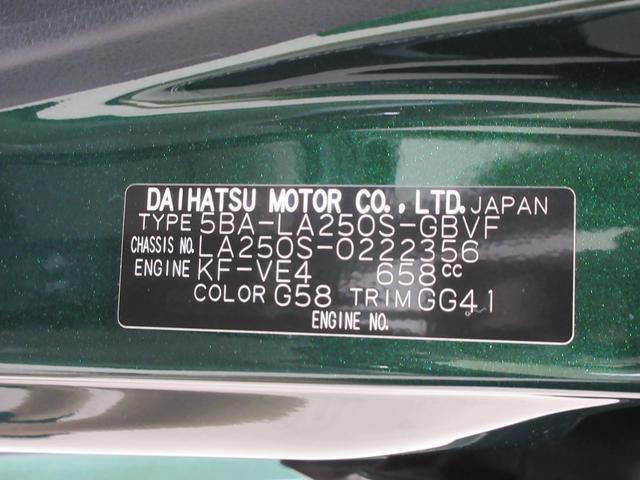 DAIHATSU MOTOR CO., LTD. JAPAN
TYPE 5BA-LA250S-GBVF
CHASSIS NO. LA250S-0222356
ENGINE KF-VE4 658cc
COLOR G58 TRIM GG41
ENGINE NO.